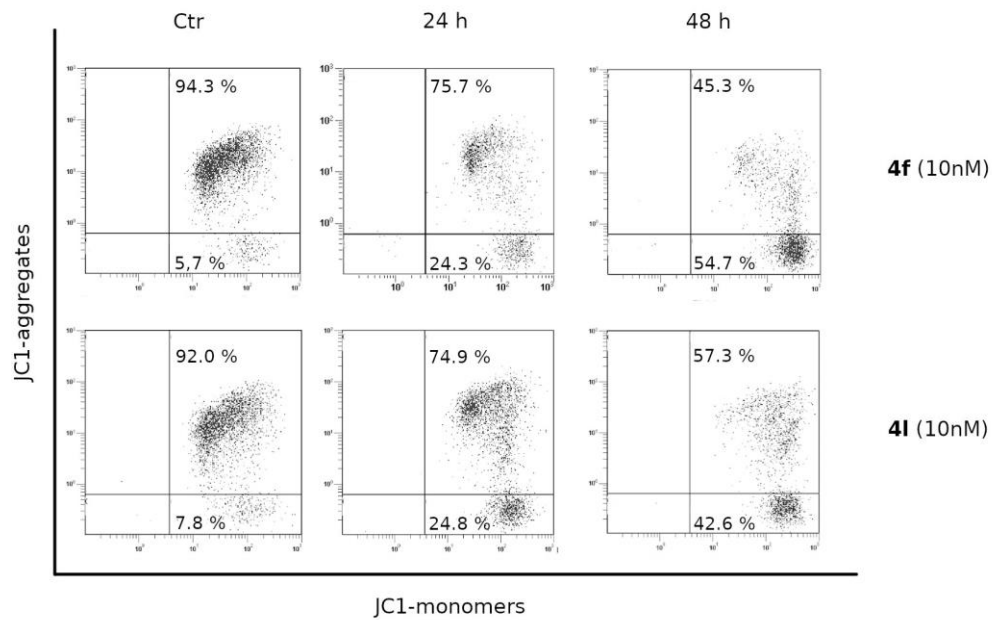 Ctr 24 h 48 h
94.3 % 75.7 % 45.3 %
4f (10nM)
5,7 % 24.3 % 54.7 %
92.0 % 74.9 % 57.3 %
4l (10nM)
7.8 % 24.8 % 42.6 %
JC1-aggregates
JC1-monomers